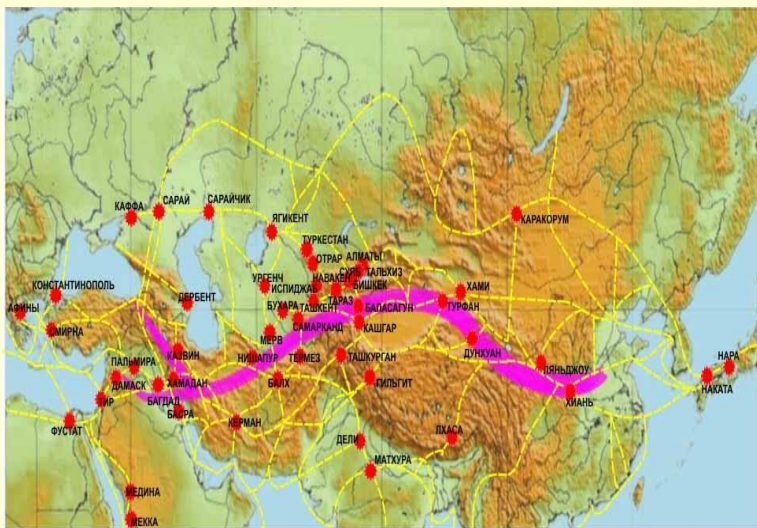 КАФФА
САРАЙ
САРАЙЧИК
КАРАКОРУМ
ЯГИКЕНТ
ТУРКЕСТАН
ОТРАР
АЛМАТЫ
СУЯБ
ТАЛЬХИЗ
НАВАКЕН
УРГЕНЧ
ИСПИДЖАБ
БИШКЕК
ХАМИ
КОНСТАНТИНОПОЛЬ
ДЕРБЕНТ
ТАРАЗ
ТУРФАН
АФИНЫ
БУХАРА
ТАШКЕНТ
БАЛАСАГУН
СМИРНА
САМАРКАНД
КАШГАР
МЕРВ
ДУНХУАН
КАЗВИН
НИШАПУР
ТЕРМЕЗ
ТАШКУРГАН
НАРА
ПАЛЬМИРА
ЛЯНЬДЖОУ
ДАМАСК
ХАМАДАН
БАЛХ
ГИЛЬГИТ
НАКАТА
ТИР
БАГДАД
ХИАНЬ
БАСРА
ФУСТАТ
КЕРМАН
ДЕЛИ
ЛХАСА
МАТХУРА
МЕДИНА
МЕККА